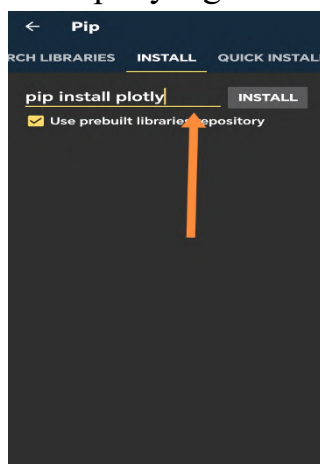 ← Pip
RCH LIBRARIES INSTALL QUICK INSTAL
pip install plotly INSTALL
Use prebuilt libraries repository